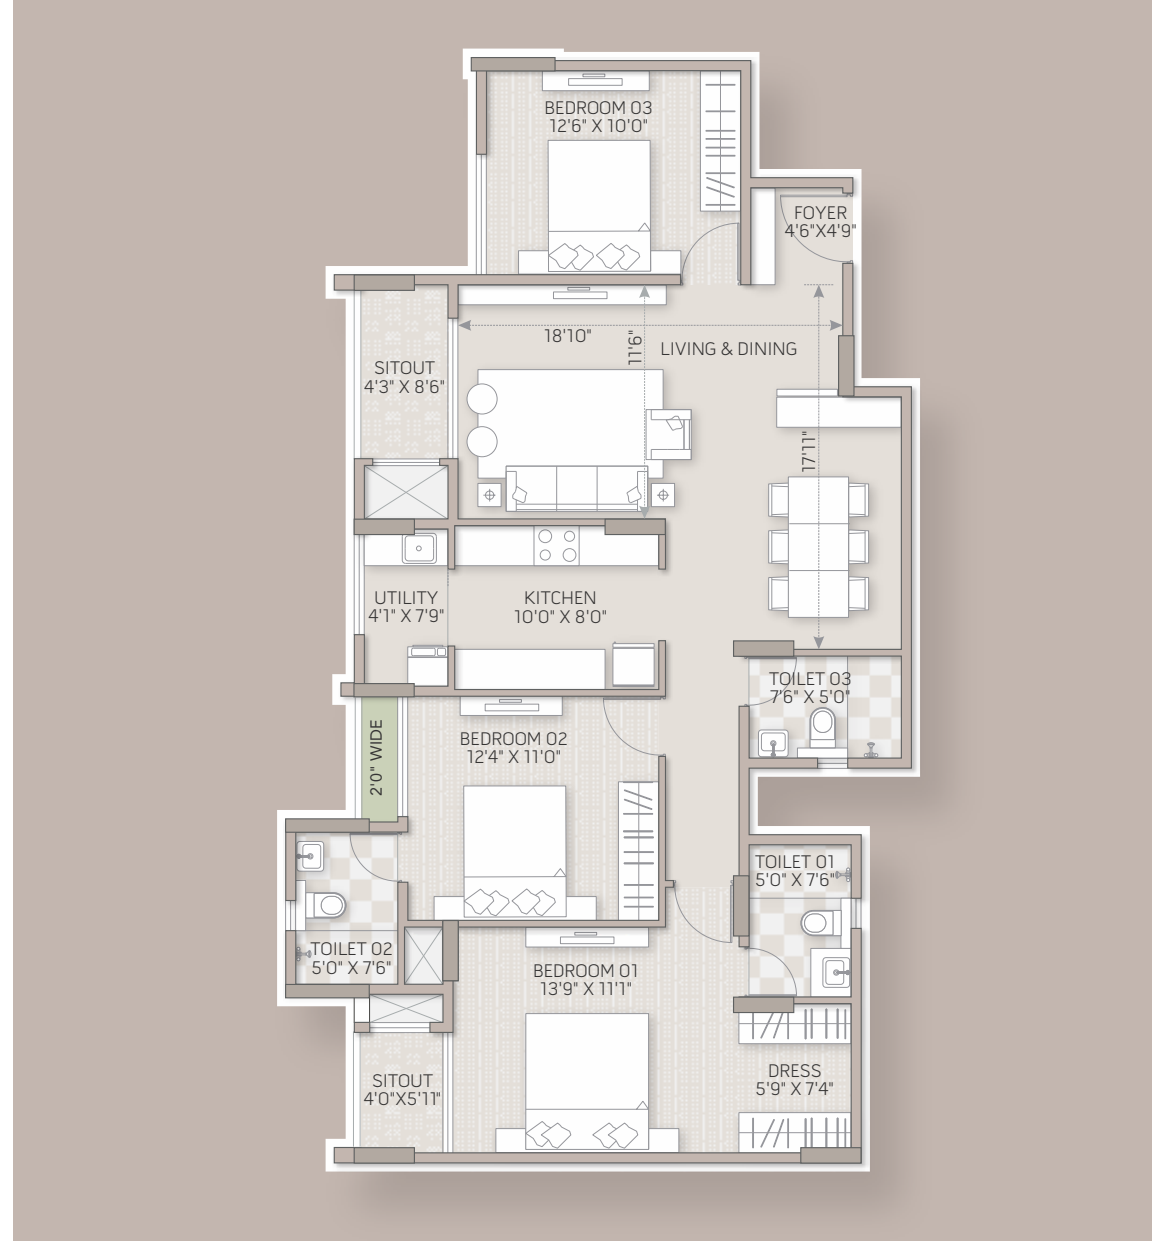 BEDROOM 03
12'6" X 10'0"
FOYER
4'6"X4'9"
18'10"
11'6"
LIVING & DINING
SITOUT
4'3" X 8'6"
17'11"
UTILITY
4'1" X 7'9"
KITCHEN
10'0" X 8'0"
TOILET 03
7'6" X 5'0"
BEDROOM 02
12'4" X 11'0"
2'0" WIDE
TOILET 01
5'0" X 7'6"
TOILET 02
5'0" X 7'6"
BEDROOM 01
13'9" X 11'1"
SITOUT
4'0"X5'11"
DRESS
5'9" X 7'4"